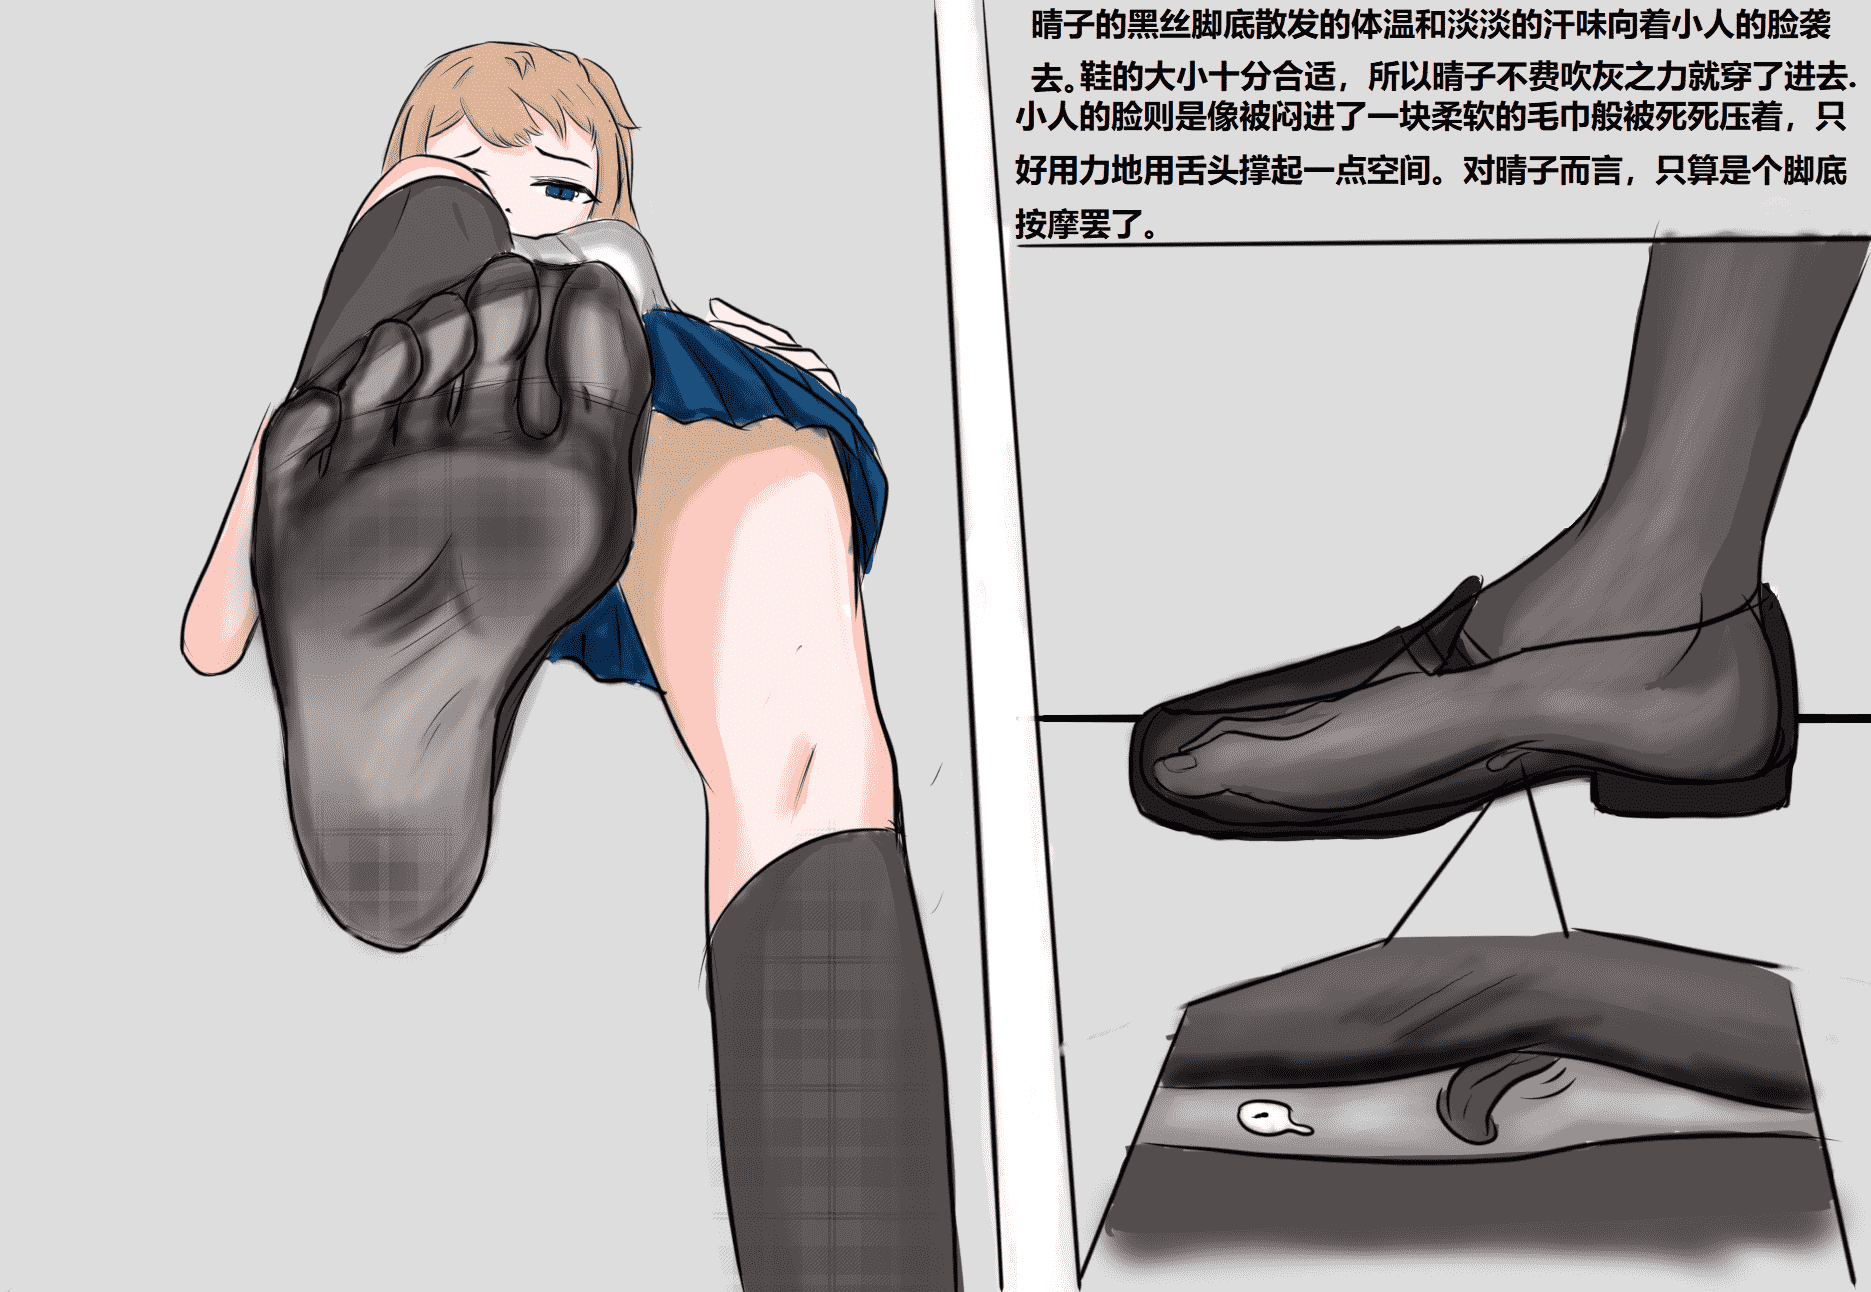 晴子的黑丝脚底散发的体温和淡淡的汗味向着小人的脸袭
去。鞋的大小十分合适，所以晴子不费吹灰之力就穿了进去.
小人的脸则是像被闷进了一块柔软的毛巾般被死死压着，只
好用力地用舌头撑起一点空间。对晴子而言，只算是个脚底
按摩罢了。